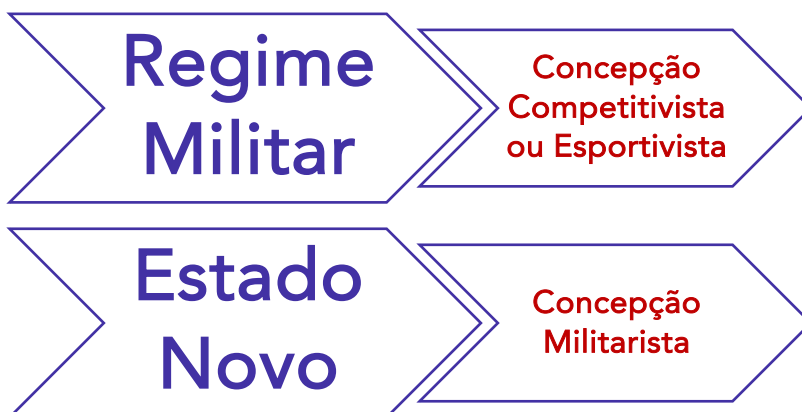 Regime
Militar
Concepção
Competitivista
ou Esportivista
Estado
Novo
Concepção
Militarista